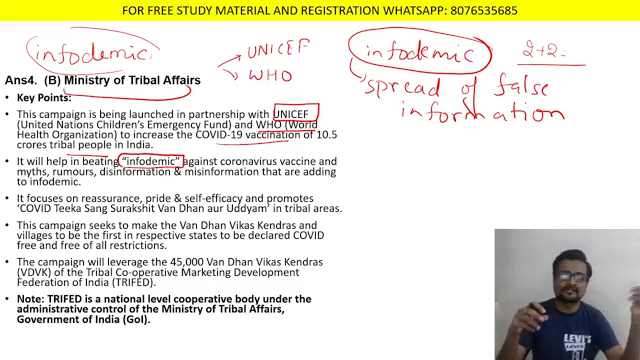 FOR FREE STUDY MATERIAL AND REGISTRATION WHATSAPP: 8076535685
infodemic
UNICEF
WHO
infodemic
2+2
spread of false
information
Ans4. (B) Ministry of Tribal Affairs
• Key Points:
• This campaign is being launched in partnership with UNICEF
(United Nations Children's Emergency Fund) and WHO (World
Health Organization) to increase the COVID-19 vaccination of 10.5
crores tribal people in India.
• It will help in beating "infodemic" against coronavirus vaccine and
myths, rumours, disinformation & misinformation that are adding
to infodemic.
• It focuses on reassurance, pride & self-efficacy and promotes
'COVID Teeka Sang Surakshit Van Dhan aur Uddyam' in tribal areas.
• This campaign seeks to make the Van Dhan Vikas Kendras and
villages to be the first in respective states to be declared COVID
free and free of all restrictions.
• The campaign will leverage the 45,000 Van Dhan Vikas Kendras
(VDVK) of the Tribal Co-operative Marketing Development
Federation of India (TRIFED).
• Note: TRIFED is a national level cooperative body under the
administrative control of the Ministry of Tribal Affairs,
Government of India (GoI).
LEVI'S